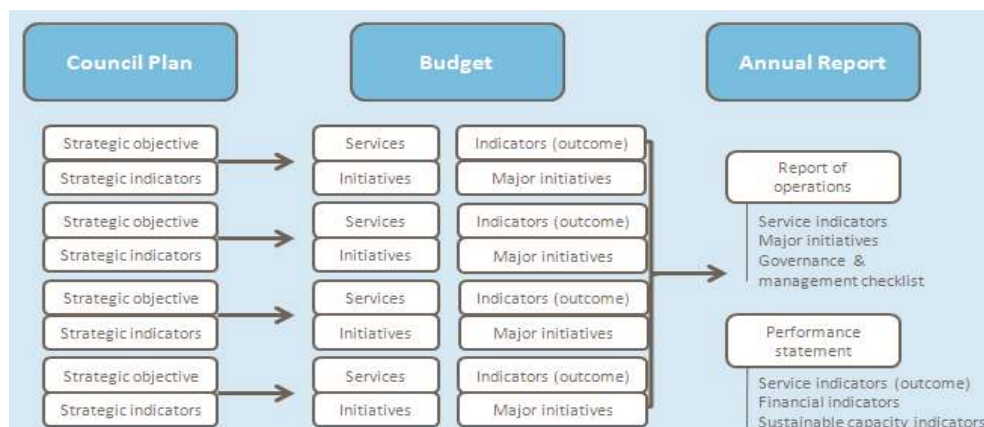 Council Plan
Budget
Annual Report
Strategic objective
Strategic indicators
Services
Initiatives
Indicators (outcome)
Major initiatives
Strategic objective
Strategic indicators
Services
Initiatives
Indicators (outcome)
Major initiatives
Strategic objective
Strategic indicators
Services
Initiatives
Indicators (outcome)
Major initiatives
Strategic objective
Strategic indicators
Services
Initiatives
Indicators (outcome)
Major initiatives
Report of
operations
Service indicators
Major initiatives
Governance &
management checklist
Performance
statement
Service indicators (outcome)
Financial indicators
Sustainable capacity indicators